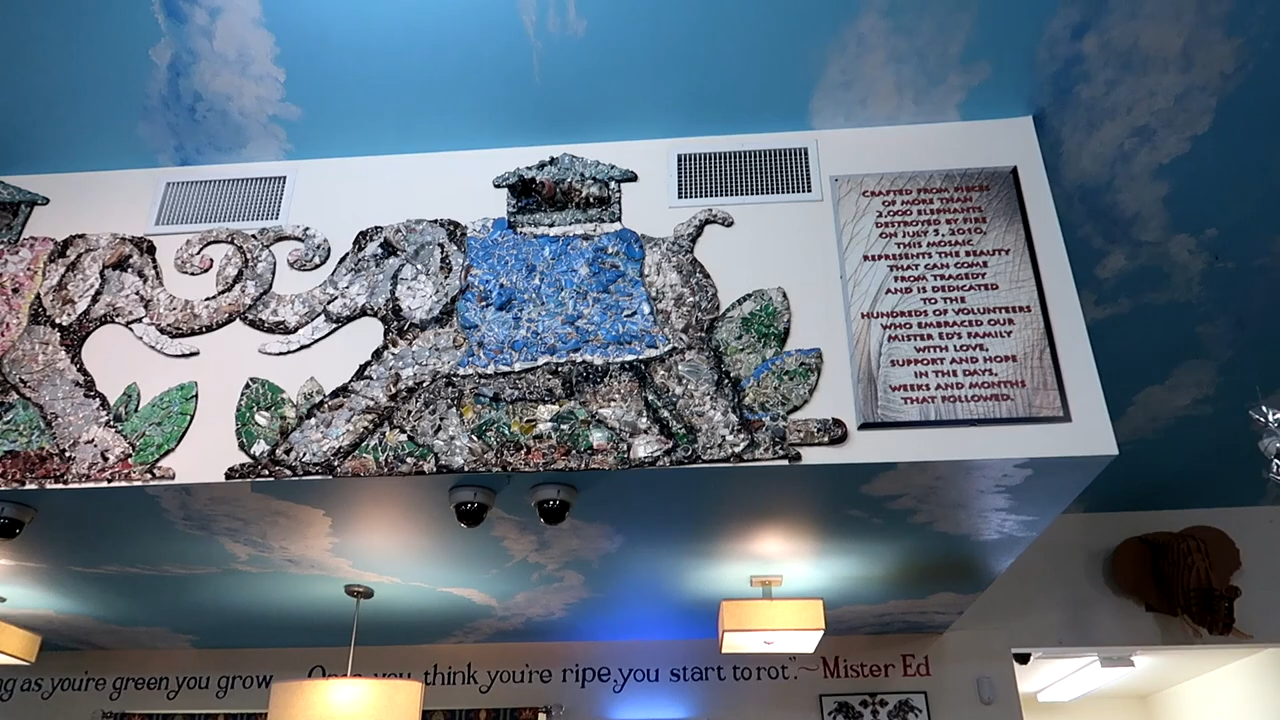 CRAFTED FROM PIECES
OF MORE THAN
2,000 ELEPHANTS
DESTROYED BY FIRE
ON JULY 5, 2010,
THIS MOSAIC
REPRESENTS THE BEAUTY
THAT CAN COME
FROM TRAGEDY
AND IS DEDICATED
TO THE
HUNDREDS OF VOLUNTEERS
WHO EMBRACED OUR
MISTER ED'S FAMILY
WITH LOVE,
SUPPORT AND HOPE
IN THE DAYS,
WEEKS AND MONTHS
THAT FOLLOWED.
as you're green you grow Once you think you're ripe, you start to rot." ~ Mister Ed